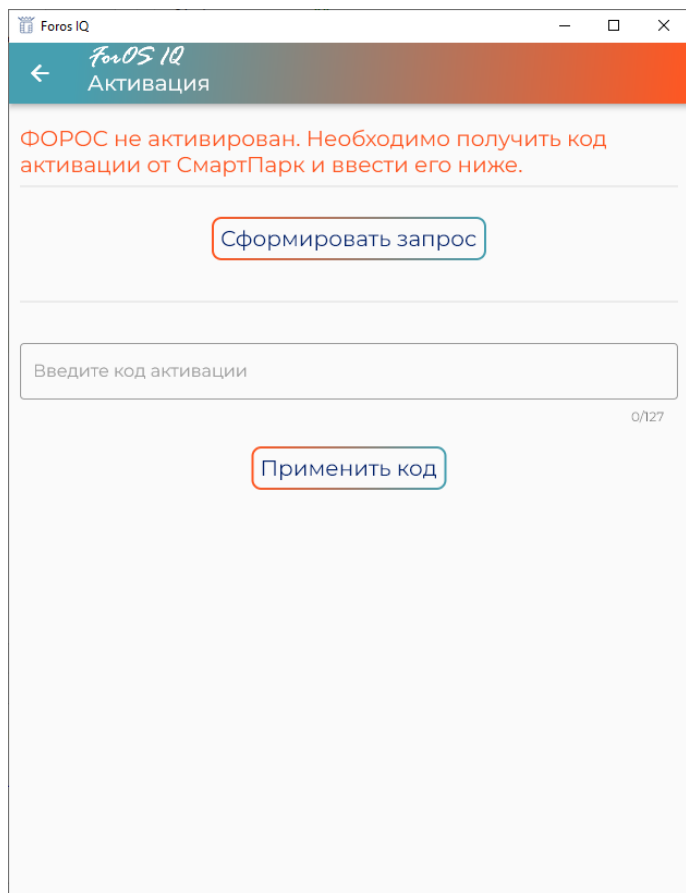 Foros IQ
ForOS IQ
Активация
ФОРОС не активирован. Необходимо получить код
активации от СмартПарк и ввести его ниже.
Сформировать запрос
Введите код активации
0/127
Применить код